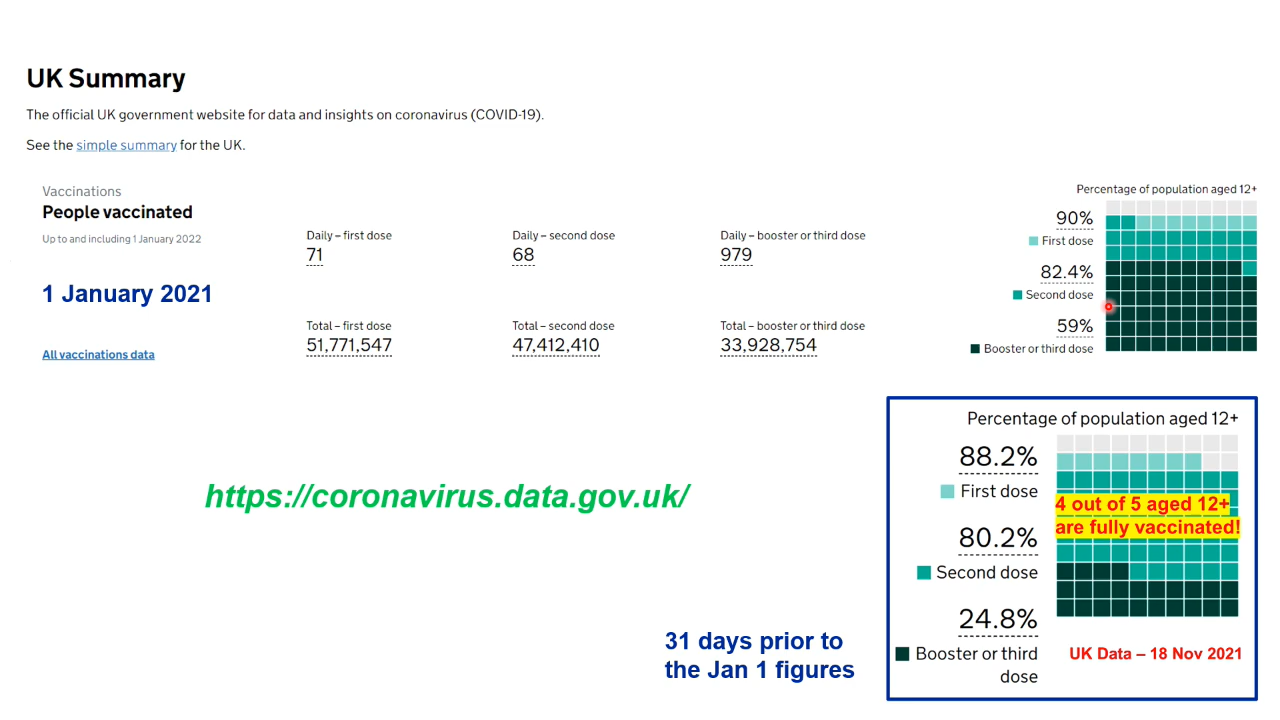 UK Summary
The official UK government website for data and insights on coronavirus (COVID-19).
See the simple summary for the UK.
Vaccinations
People vaccinated
Up to and including 1 January 2022
1 January 2021
All vaccinations data
Daily – first dose
71
Daily – second dose
68
Daily – booster or third dose
979
Total – first dose
51,771,547
Total – second dose
47,412,410
Total – booster or third dose
33,928,754
Percentage of population aged 12+
90%
First dose
82.4%
Second dose
59%
Booster or third dose
https://coronavirus.data.gov.uk/
31 days prior to
the Jan 1 figures
Percentage of population aged 12+
88.2%
First dose
80.2%
Second dose
24.8%
Booster or third
dose
4 out of 5 aged 12+
are fully vaccinated!
UK Data – 18 Nov 2021